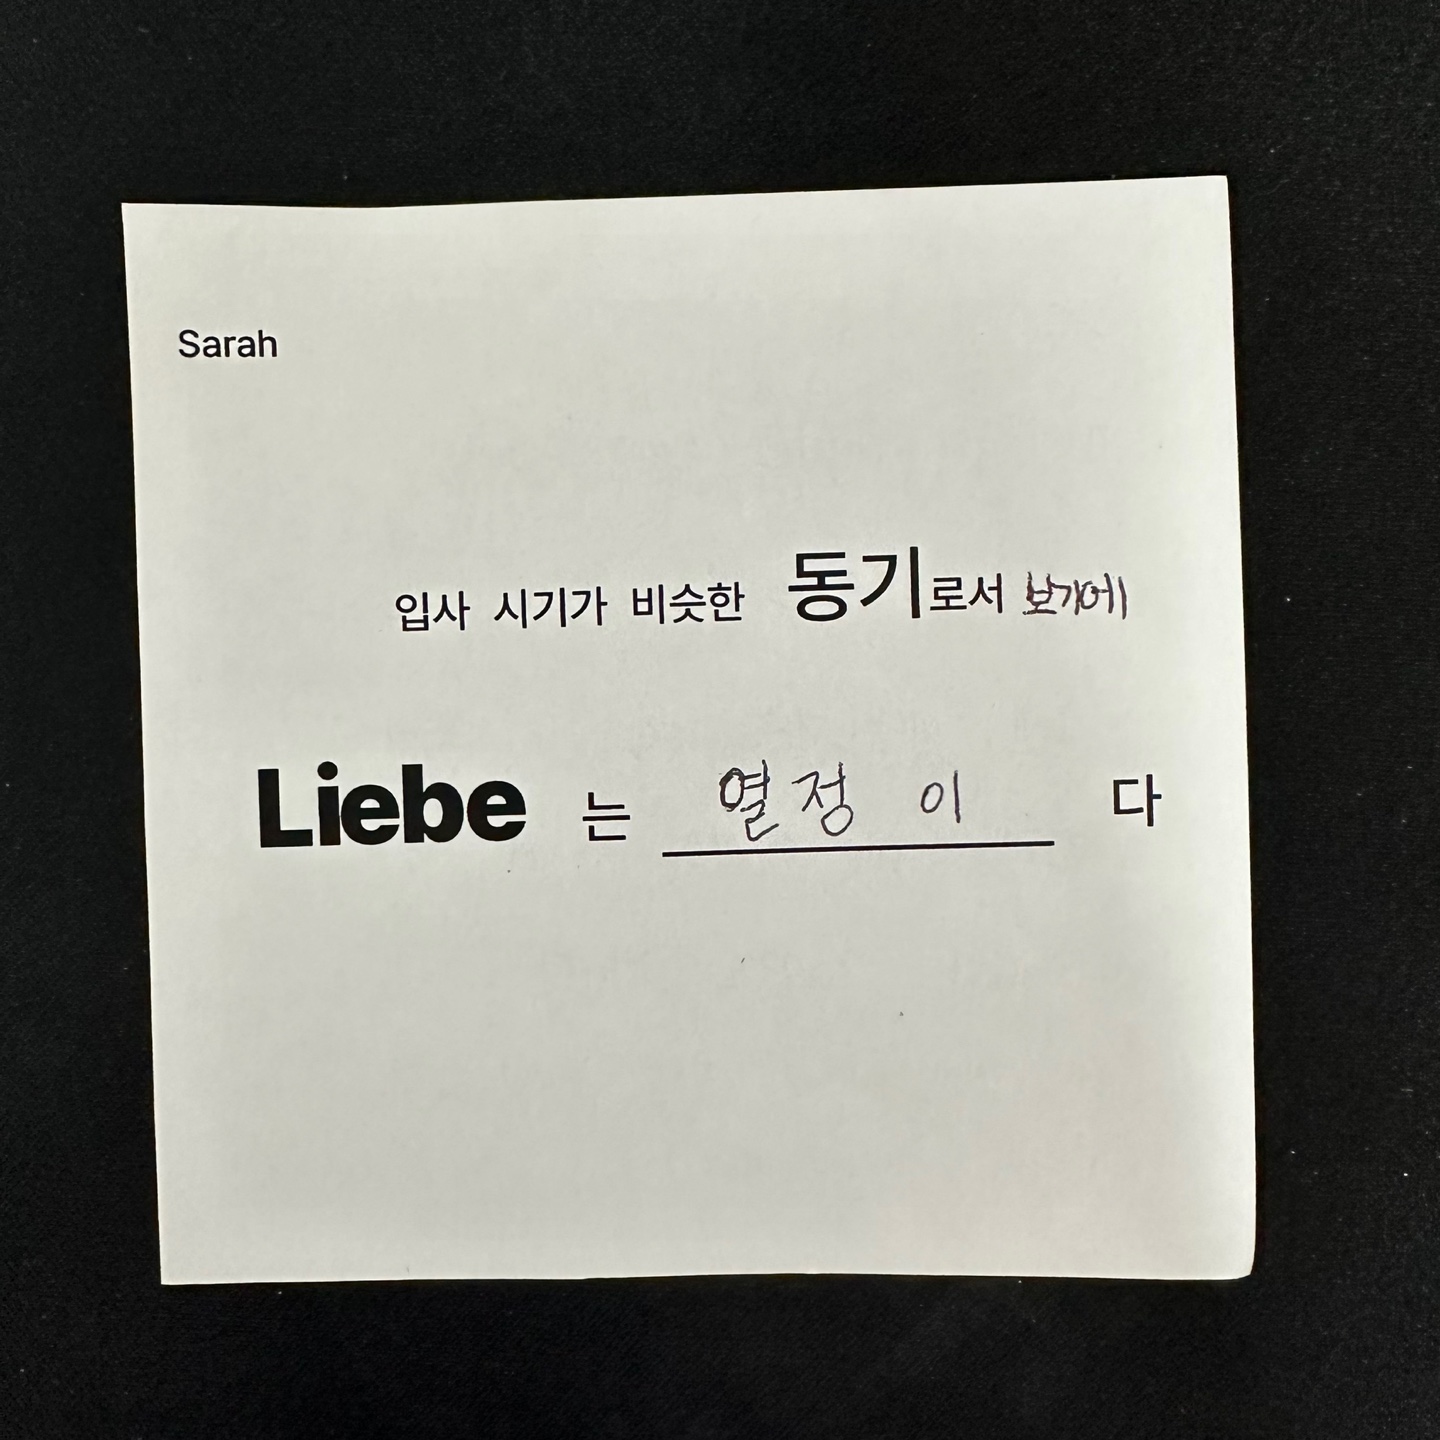 Sarah
입사 시기가 비슷한 동기로서 보기에
Liebe 는 열정 이 다